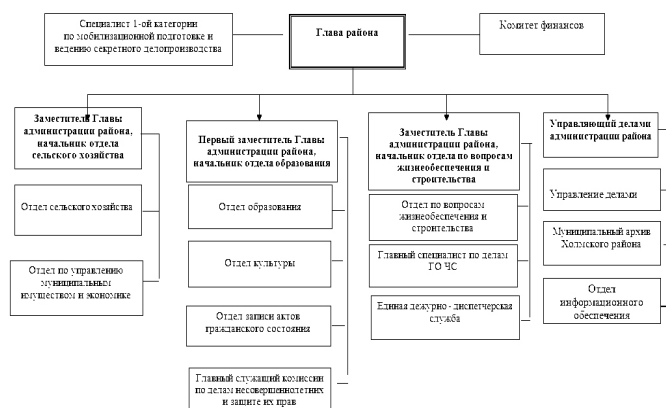 Специалист 1-ой категории
по мобилизационной подготовке и
ведению секретного делопроизводства
Глава района
Комитет финансов
Заместитель Главы
администрации района,
начальник отдела
сельского хозяйства
Первый заместитель Главы
администрации района,
начальник отдела образования
Заместитель Главы
администрации района,
начальник отдела по вопросам
жизнеобеспечения и
строительства
Управляющий делами
администрации района
Отдел сельского хозяйства
Отдел по управлению
муниципальным
имуществом и экономике
Отдел образования
Отдел культуры
Отдел записи актов
гражданского состояния
Главный служащий комиссии
по делам несовершеннолетних
и защите их прав
Отдел по вопросам
жизнеобеспечения и
строительства
Главный специалист по делам
ГО ЧС
Единая дежурно - диспетчерская
служба
Управление делами
Муниципальный архив
Холмского района
Отдел
информационного
обеспечения